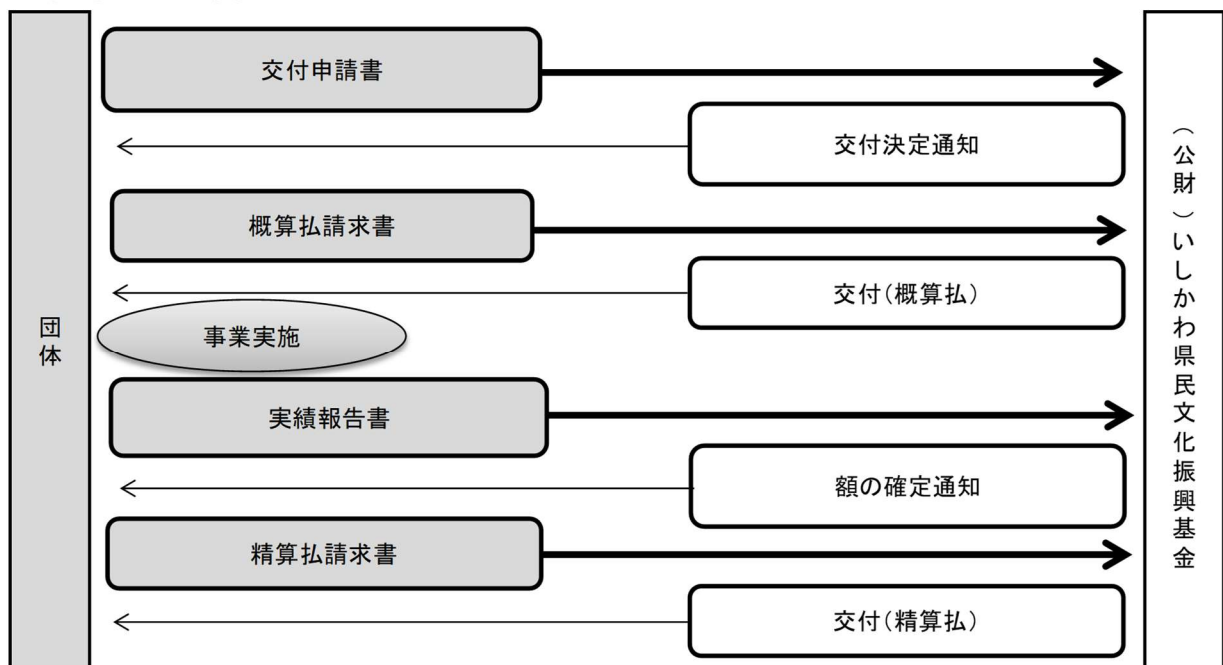 団体
交付申請書
交付決定通知
概算払請求書
交付（概算払）
事業実施
実績報告書
額の確定通知
精算払請求書
交付（精算払）
（公財）いしかわ県民文化振興基金